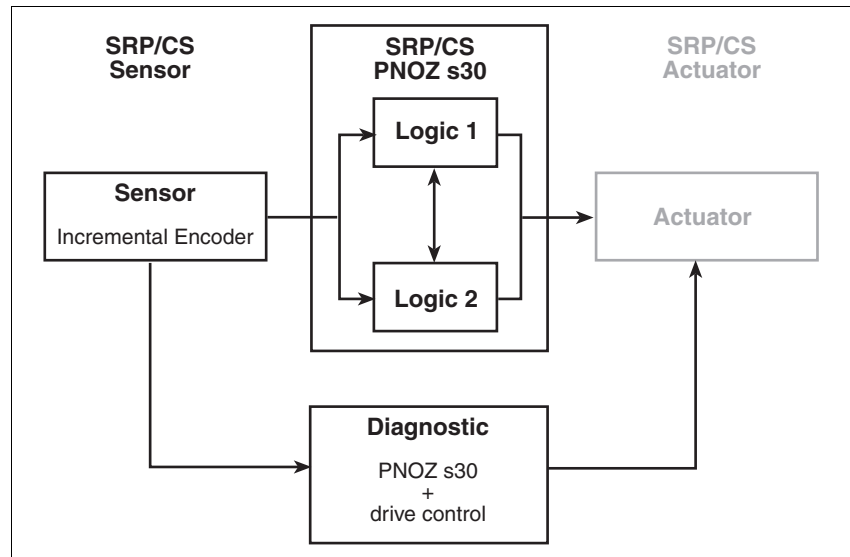 SRP/CS
Sensor
SRP/CS
PNOZ s30
SRP/CS
Actuator
Logic 1
Sensor
Incremental Encoder
Actuator
Logic 2
Diagnostic
PNOZ s30
+
drive control